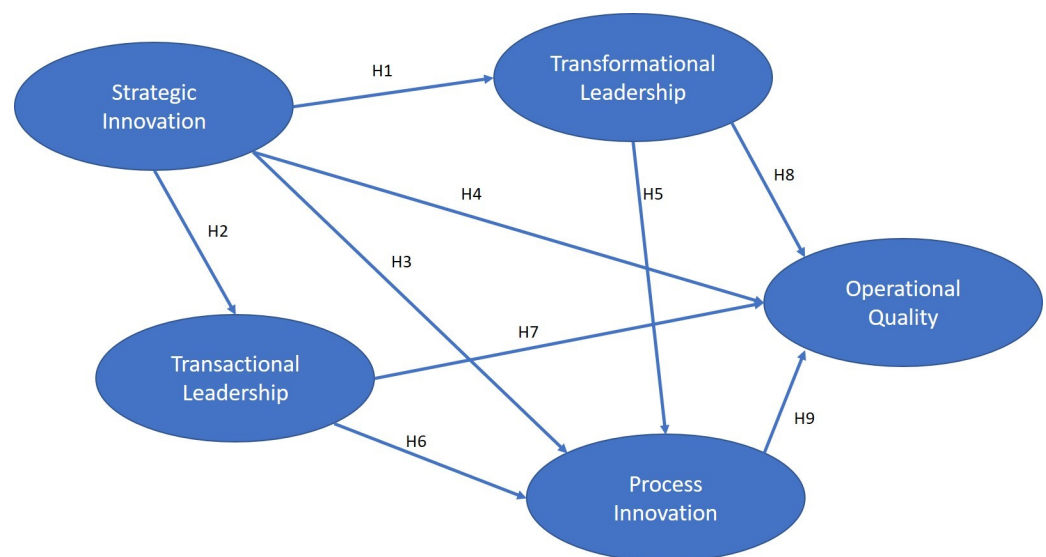 Strategic
Innovation
H1
Transformational
Leadership
H2
H3
H4
H5
H8
Transactional
Leadership
H7
Operational
Quality
H6
Process
Innovation
H9